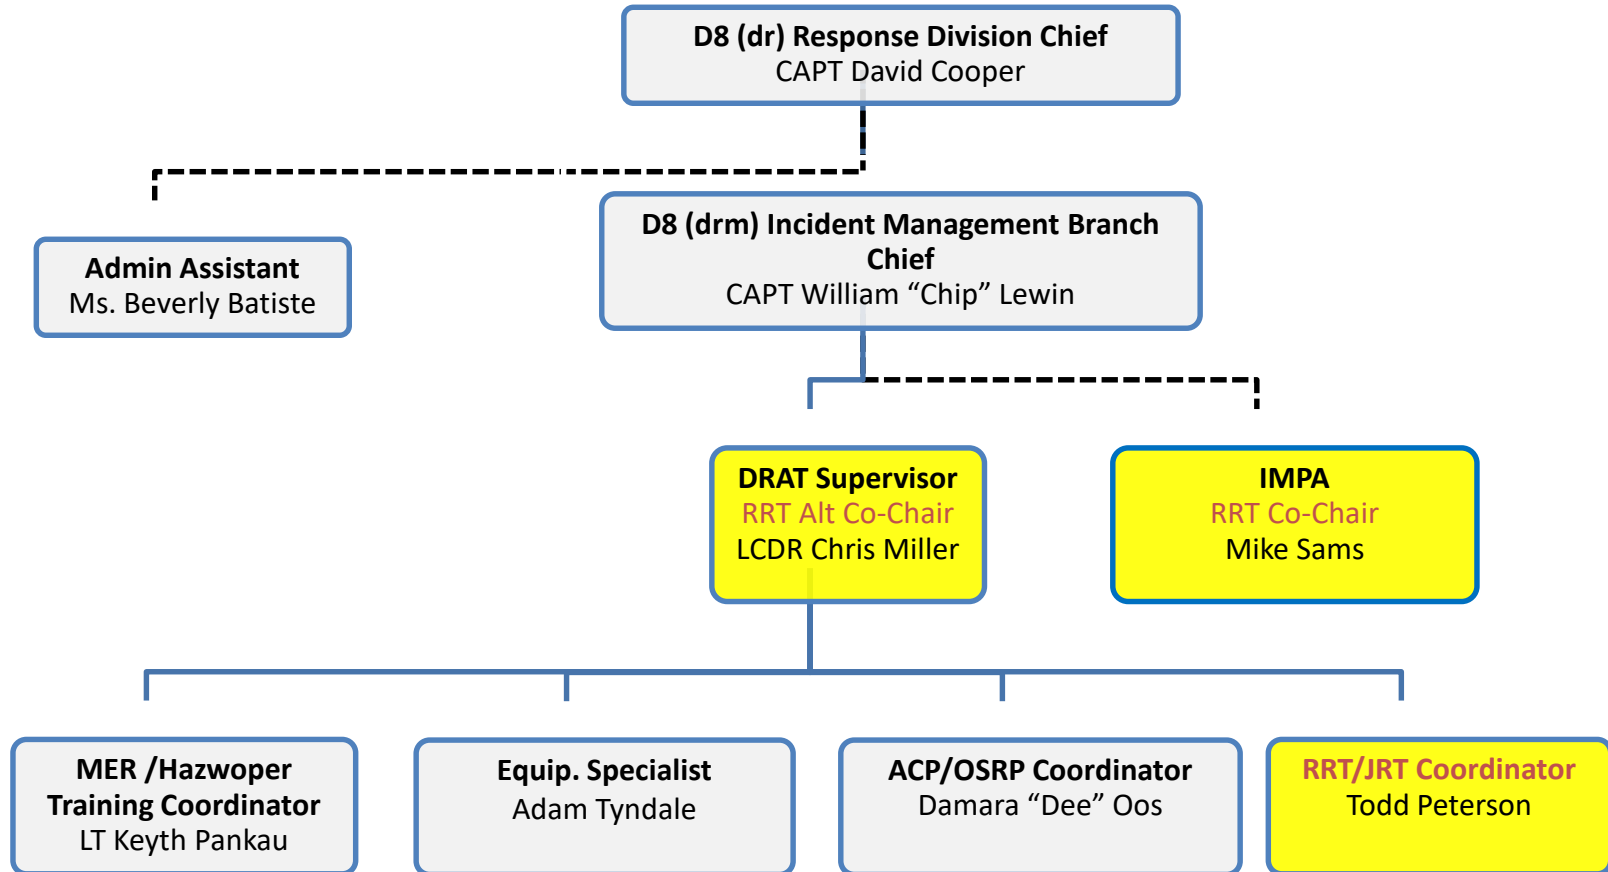 D8 (dr) Response Division Chief
CAPT David Cooper
Admin Assistant
Ms. Beverly Batiste
D8 (drm) Incident Management Branch
Chief
CAPT William “Chip” Lewin
DRAT Supervisor
RRT Alt Co-Chair
LCDR Chris Miller
IMPA
RRT Co-Chair
Mike Sams
MER /Hazwoper
Training Coordinator
LT Keyth Pankau
Equip. Specialist
Adam Tyndale
ACP/OSRP Coordinator
Damara “Dee” Oos
RRT/JRT Coordinator
Todd Peterson